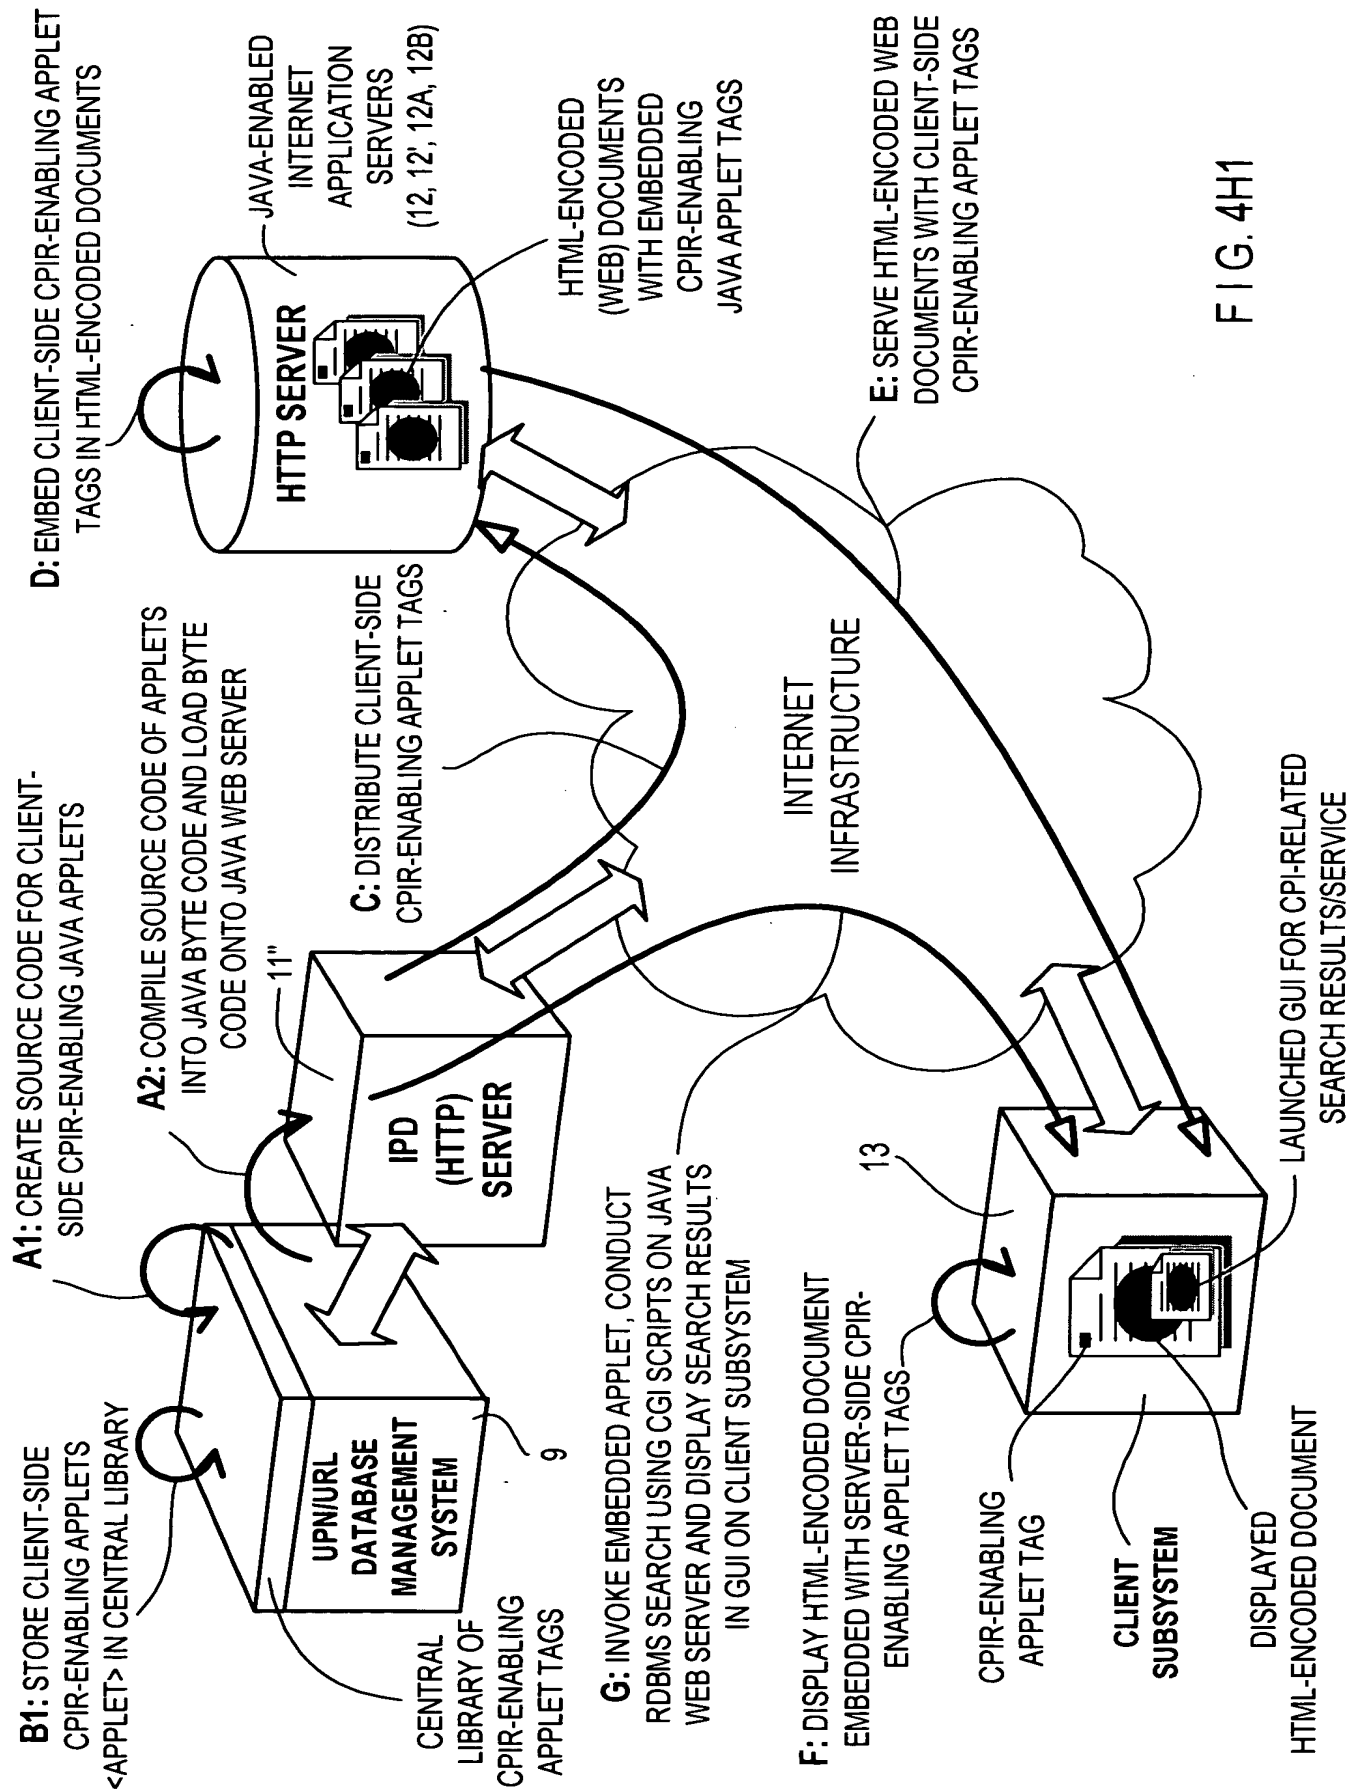 A1: CREATE SOURCE CODE FOR CLIENT-
SIDE CPIR-ENABLING JAVA APPLETS
B1: STORE CLIENT-SIDE
CPIR-ENABLING APPLETS
<APPLET> IN CENTRAL LIBRARY
A2: COMPILE SOURCE CODE OF APPLETS
INTO JAVA BYTE CODE AND LOAD BYTE
CODE ONTO JAVA WEB SERVER
D: EMBED CLIENT-SIDE CPIR-ENABLING APPLET
TAGS IN HTML-ENCODED DOCUMENTS
JAVA-ENABLED
INTERNET
APPLICATION
SERVERS
(12, 12', 12A, 12B)
HTTP SERVER
11"
IPD
(HTTP)
SERVER
UPN/URL
DATABASE
MANAGEMENT
SYSTEM
9
CENTRAL
LIBRARY OF
CPIR-ENABLING
APPLET TAGS
C: DISTRIBUTE CLIENT-SIDE
CPIR-ENABLING APPLET TAGS
HTML-ENCODED
(WEB) DOCUMENTS
WITH EMBEDDED
CPIR-ENABLING
JAVA APPLET TAGS
G: INVOKE EMBEDDED APPLET, CONDUCT
RDBMS SEARCH USING CGI SCRIPTS ON JAVA
WEB SERVER AND DISPLAY SEARCH RESULTS
IN GUI ON CLIENT SUBSYSTEM
INTERNET
INFRASTRUCTURE
E: SERVE HTML-ENCODED WEB
DOCUMENTS WITH CLIENT-SIDE
CPIR-ENABLING APPLET TAGS
F: DISPLAY HTML-ENCODED DOCUMENT
EMBEDDED WITH SERVER-SIDE CPIR-
ENABLING APPLET TAGS
13
CPIR-ENABLING
APPLET TAG
CLIENT
SUBSYSTEM
DISPLAYED
HTML-ENCODED DOCUMENT
LAUNCHED GUI FOR CPI-RELATED
SEARCH RESULTS/SERVICE
FIG. 4H1